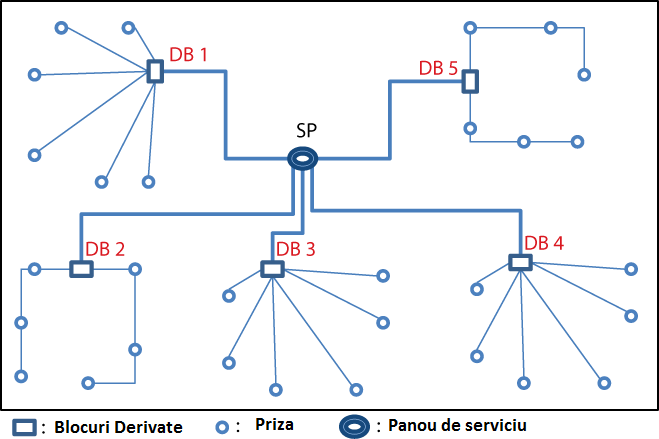 DB 1
DB 5
SP
DB 2
DB 3
DB 4
: Blocuri Derivate
: Priza
: Panou de serviciu